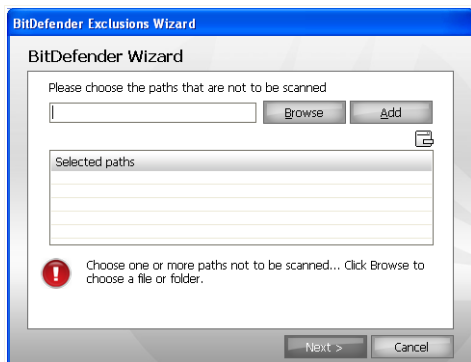 BitDefender Exclusions Wizard
BitDefender Wizard
Please choose the paths that are not to be scanned
Browse Add
Selected paths
Choose one or more paths not to be scanned... Click Browse to
choose a file or folder.
Next > Cancel